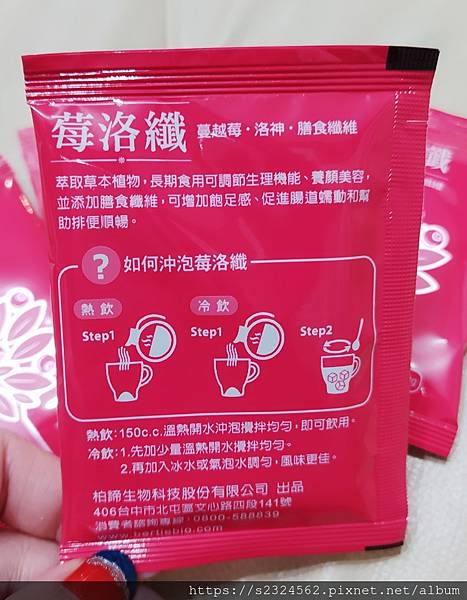 莓洛纖 蔓越莓・洛神・膳食纖維
萃取草本植物，長期食用可調節生理機能、養顏美容，
並添加膳食纖維，可增加飽足感、促進腸道蠕動和幫
助排便順暢。
? 如何沖泡莓洛纖
熱飲 冷飲
Step1 Step1 Step2
熱飲:150c.c.溫熱開水沖泡攪拌均勻，即可飲用。
冷飲:1.先加少量溫熱開水攪拌均勻。
2.再加入冰水或氣泡水調勻，風味更佳。
柏諦生物科技股份有限公司 出品
406台中市北屯區文心路四段141號
消費者諮詢專線:0800-588839
www.bertiebio.com
纖
https://s2324562.pixnet.net/album